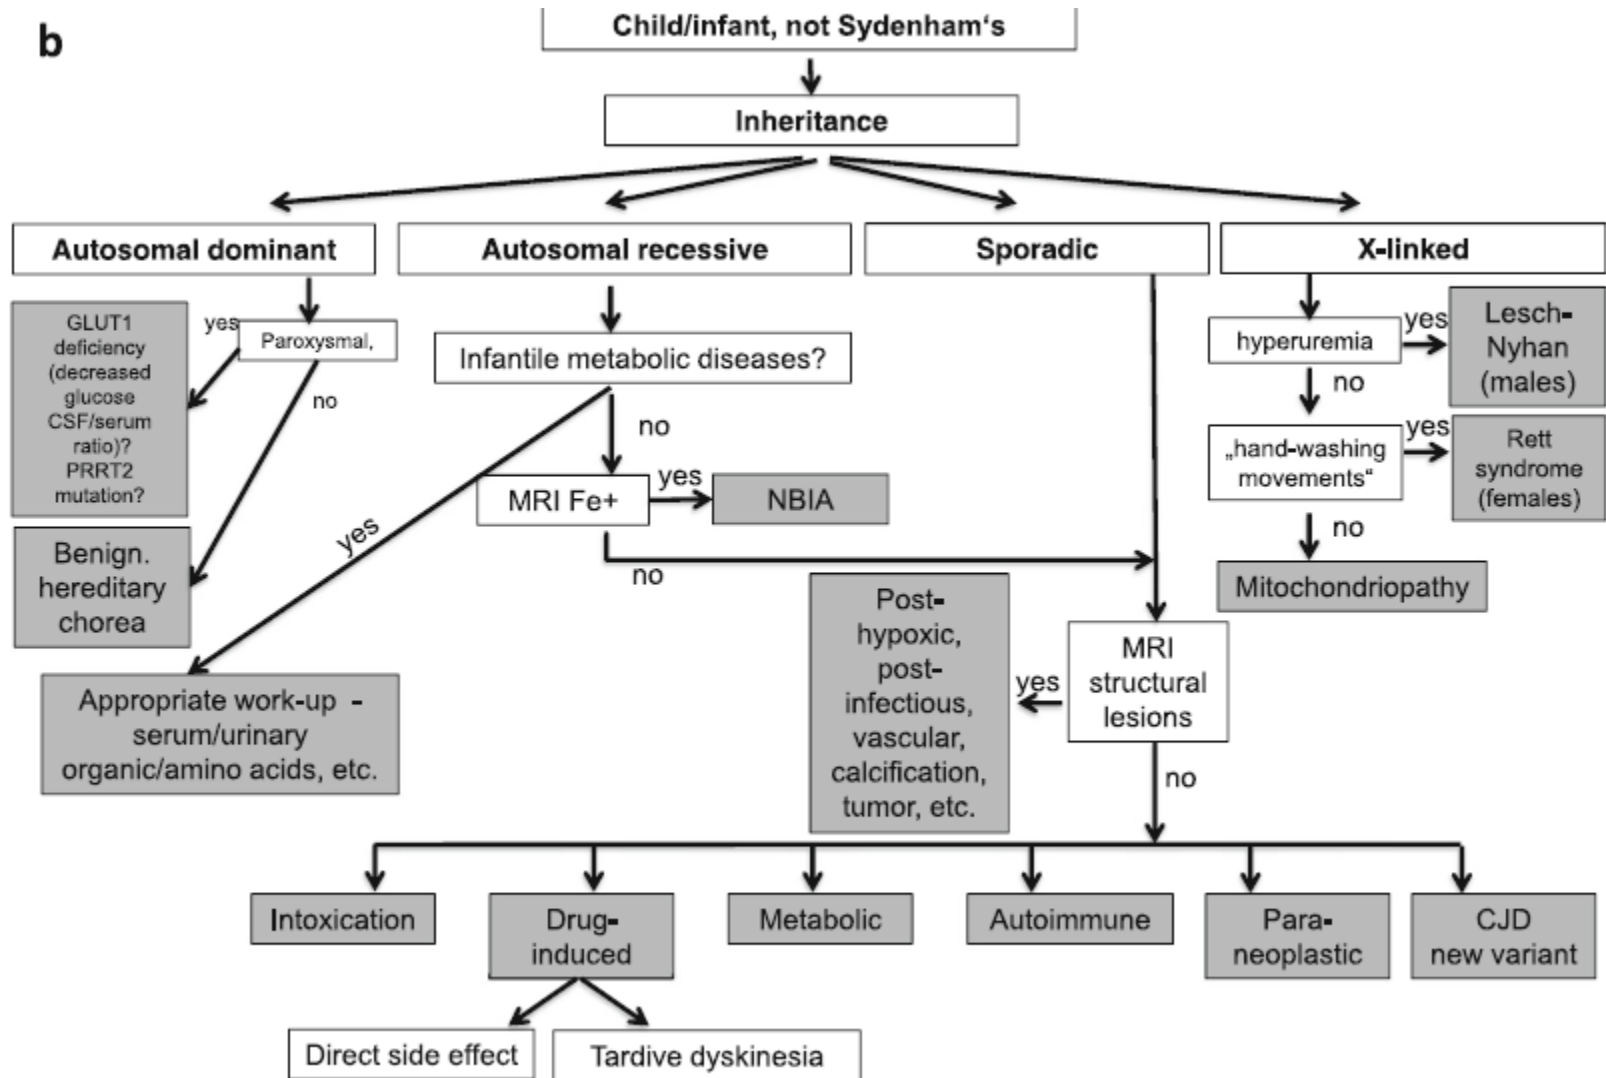 b
Child/infant, not Sydenham‘s
Inheritance
Autosomal dominant
Autosomal recessive
Sporadic
X-linked
GLUT1
deficiency
(decreased
glucose
CSF/serum
ratio)?
PRRT2
mutation?
yes
Paroxysmal,
no
Benign.
hereditary
chorea
Infantile metabolic diseases?
no
yes
MRI Fe+
yes
NBIA
no
Appropriate work-up -
serum/urinary
organic/amino acids, etc.
hyperuremia
yes
Lesch-
Nyhan
(males)
no
„hand-washing
movements“
yes
Rett
syndrome
(females)
no
Mitochondriopathy
Post-
hypoxic,
post-
infectious,
vascular,
calcification,
tumor, etc.
yes
MRI
structural
lesions
no
Intoxication
Drug-
induced
Metabolic
Autoimmune
Para-
neoplastic
CJD
new variant
Direct side effect
Tardive dyskinesia